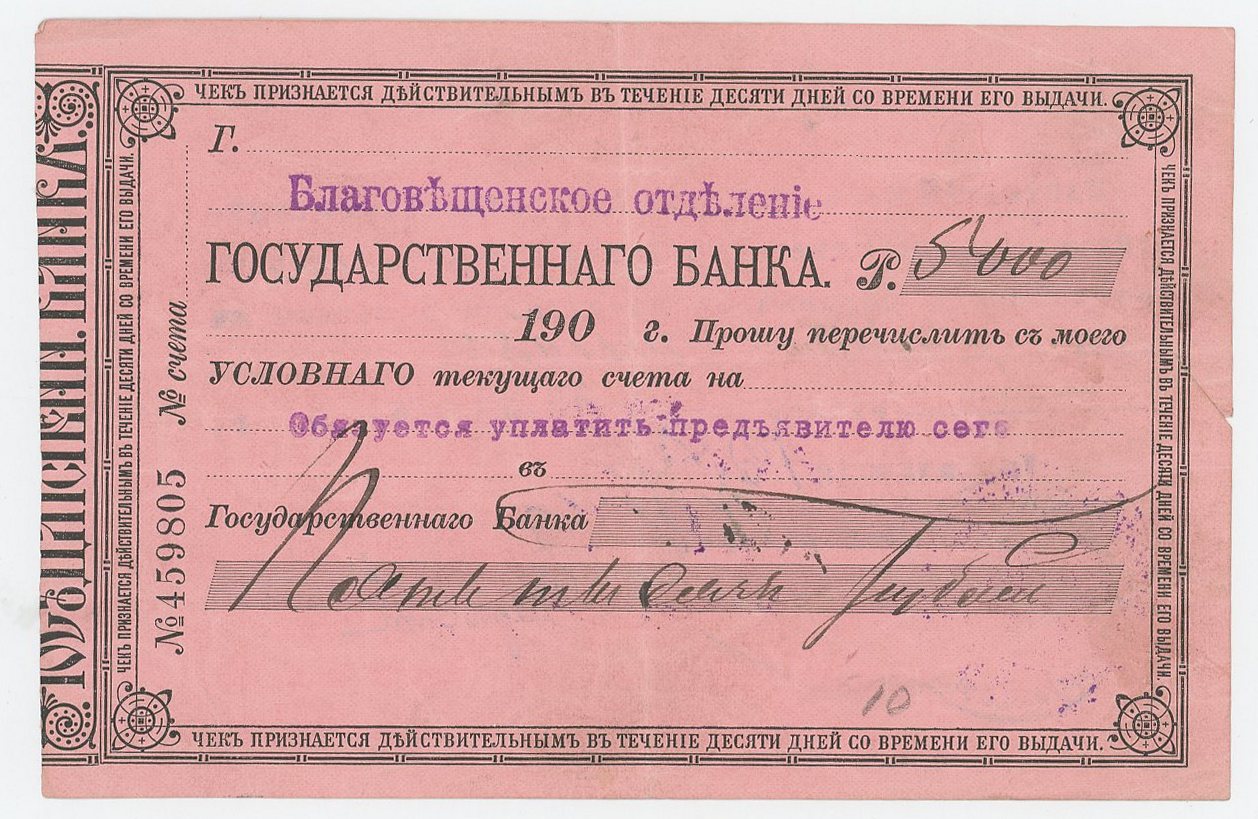 ЧЕКЪ ПРИЗНАЕТСЯ ДѢЙСТВИТЕЛЬНЫМЪ ВЪ ТЕЧЕНІЕ ДЕСЯТИ ДНЕЙ СО ВРЕМЕНИ ЕГО ВЫДАЧИ.
Г.
Благовѣщенское отдѣленіе
ГОСУДАРСТВЕННАГО БАНКА. Р. 5000
190 г. Прошу перечислить съ моего
УСЛОВНАГО текущаго счета на
Обязуется уплатить предъявителю сего
въ
Государственнаго Банка
Пять тысячъ рублей
10
ЧЕКЪ ПРИЗНАЕТСЯ ДѢЙСТВИТЕЛЬНЫМЪ ВЪ ТЕЧЕНІЕ ДЕСЯТИ ДНЕЙ СО ВРЕМЕНИ ЕГО ВЫДАЧИ.
ЧЕКЪ ПРИЗНАЕТСЯ ДѢЙСТВИТЕЛЬНЫМЪ ВЪ ТЕЧЕНІЕ ДЕСЯТИ ДНЕЙ СО ВРЕМЕНИ ЕГО ВЫДАЧИ.
№ 459805 № счета
ЧЕКЪ ПРИЗНАЕТСЯ ДѢЙСТВИТЕЛЬНЫМЪ ВЪ ТЕЧЕНІЕ ДЕСЯТИ ДНЕЙ СО ВРЕМЕНИ ЕГО ВЫДАЧИ.